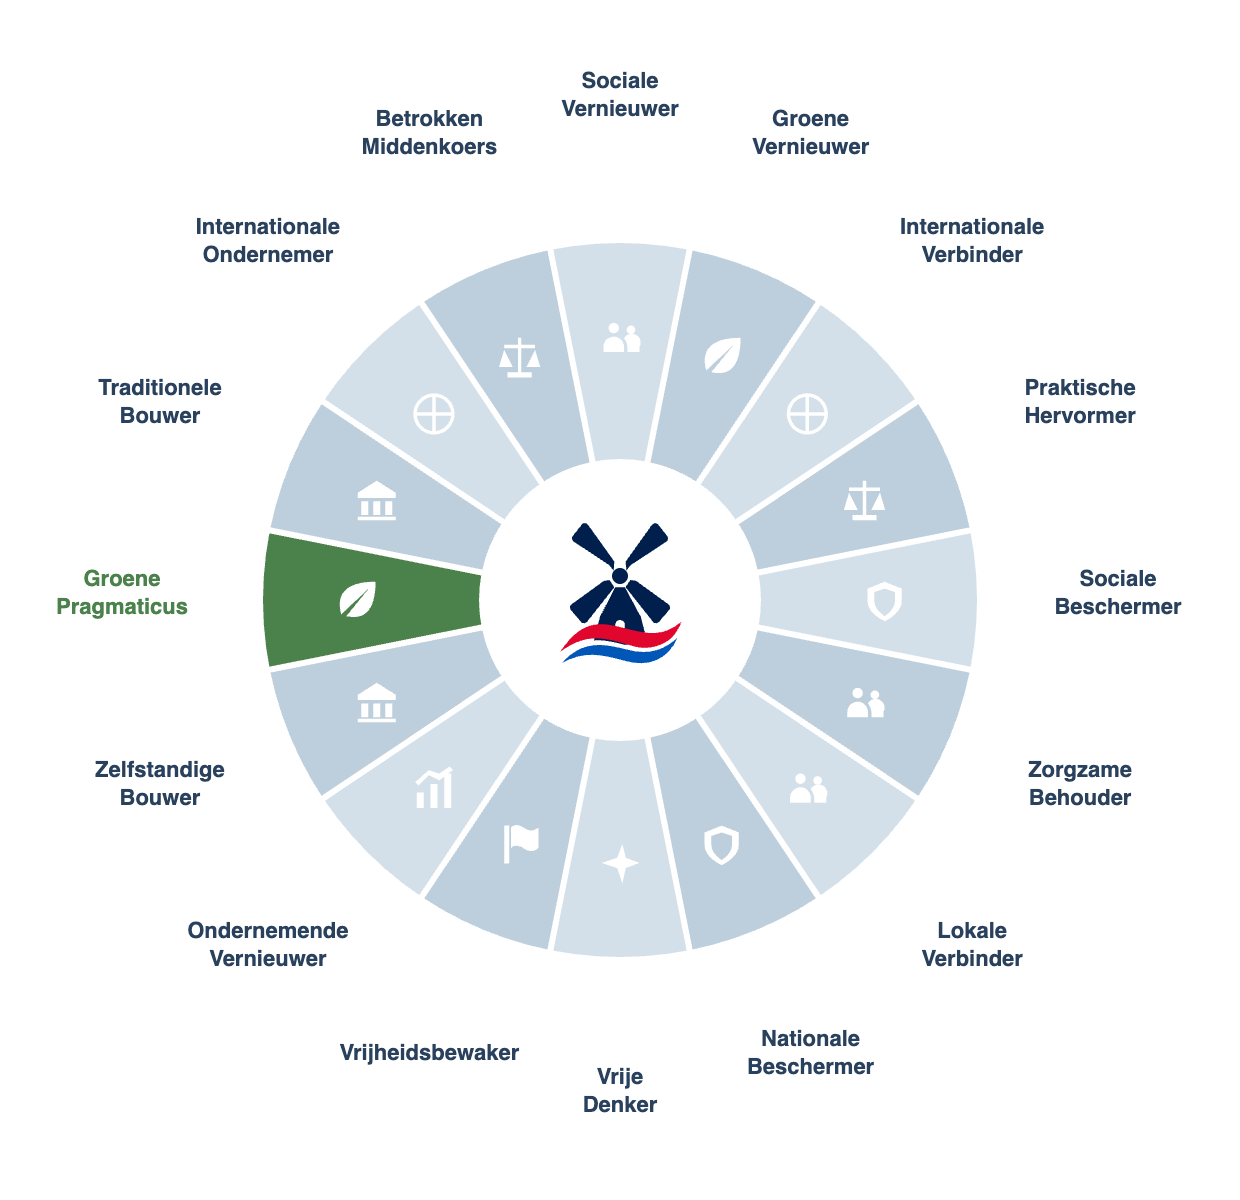 Sociale
Vernieuwer
Betrokken
Middenkoers
Groene
Vernieuwer
Internationale
Ondernemer
Internationale
Verbinder
Traditionele
Bouwer
Praktische
Hervormer
Groene
Pragmaticus
Sociale
Beschermer
Zelfstandige
Bouwer
Zorgzame
Behouder
Ondernemende
Vernieuwer
Lokale
Verbinder
Vrijheidsbewaker
Nationale
Beschermer
Vrije
Denker